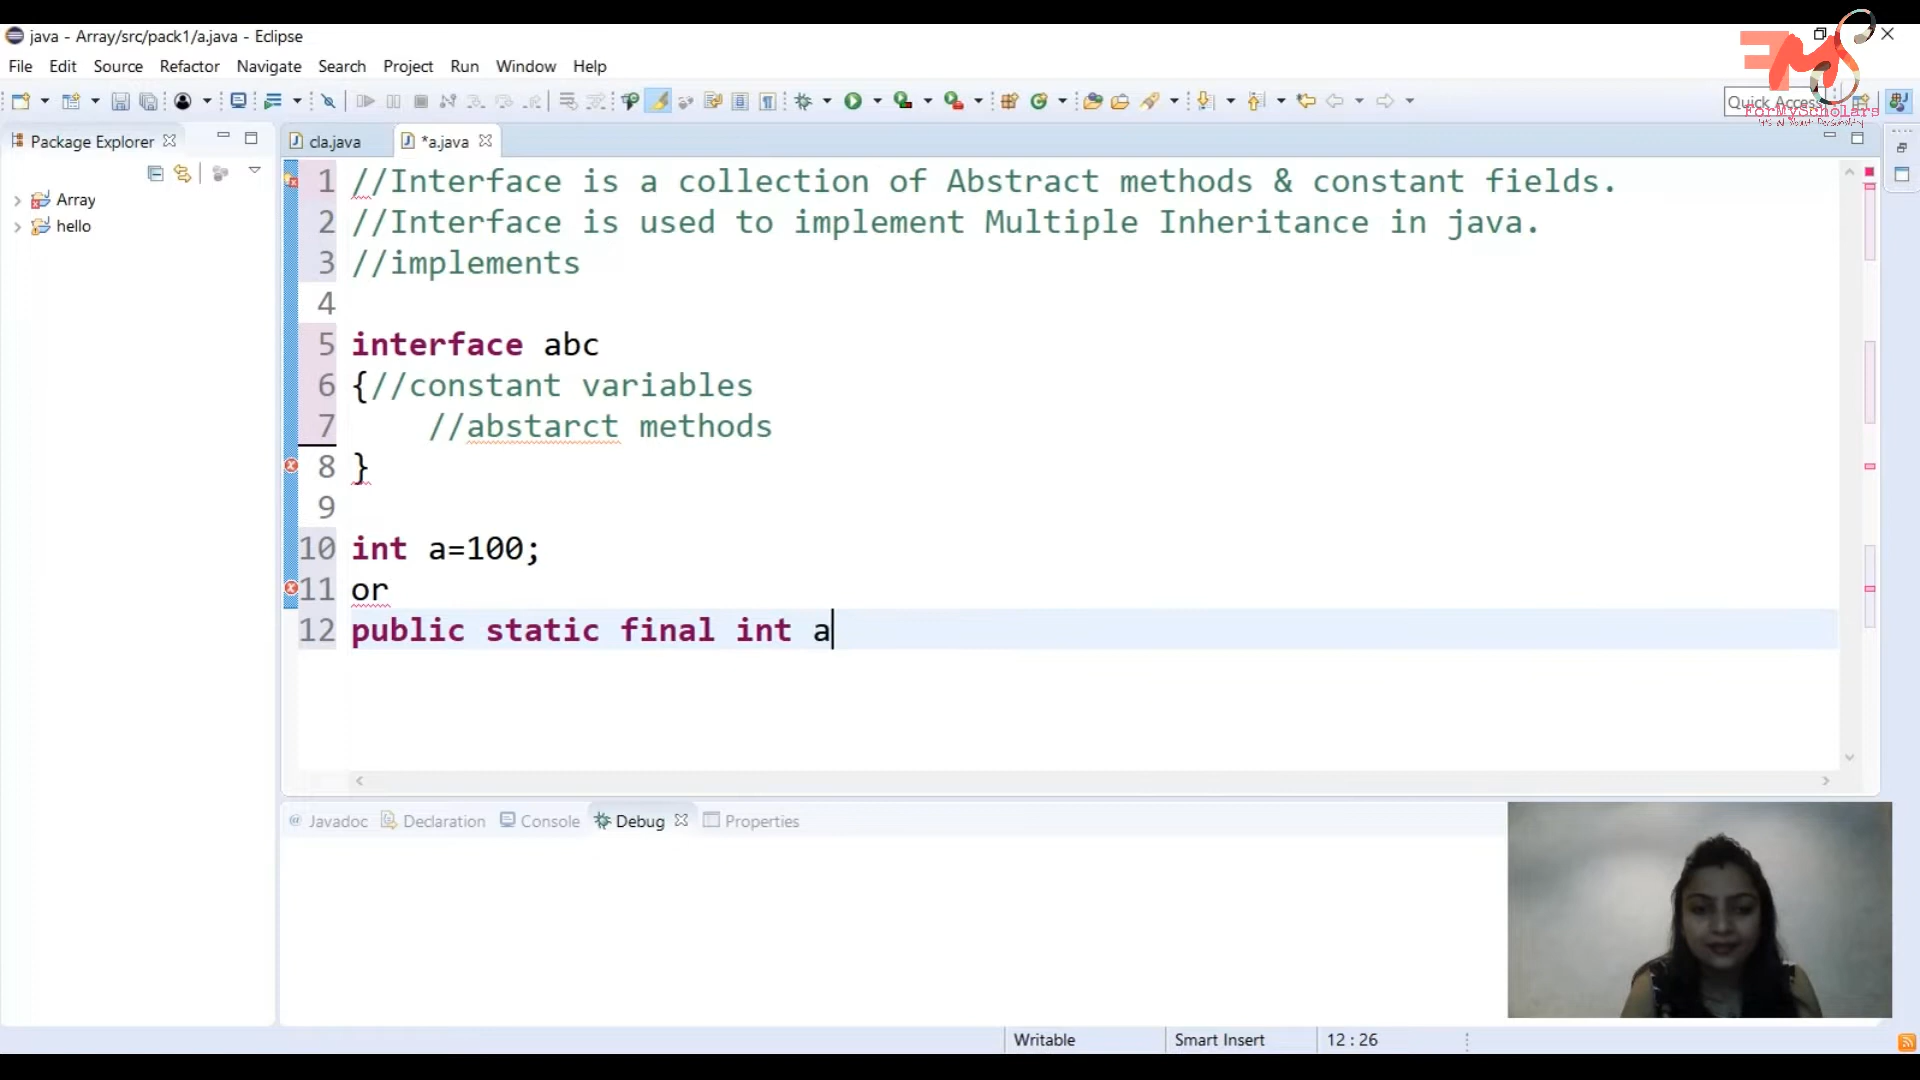 java - Array/src/pack1/a.java - Eclipse
File Edit Source Refactor Navigate Search Project Run Window Help
Quick Access
ForMyScholars
Package Explorer
cla.java
*a.java
Array
hello
1 //Interface is a collection of Abstract methods & constant fields.
2 //Interface is used to implement Multiple Inheritance in java.
3 //implements
4
5 interface abc
6 {//constant variables
7 //abstarct methods
8 }
9
10 int a=100;
11 or
12 public static final int a
@ Javadoc Declaration Console Debug Properties
Writable Smart Insert 12 : 26